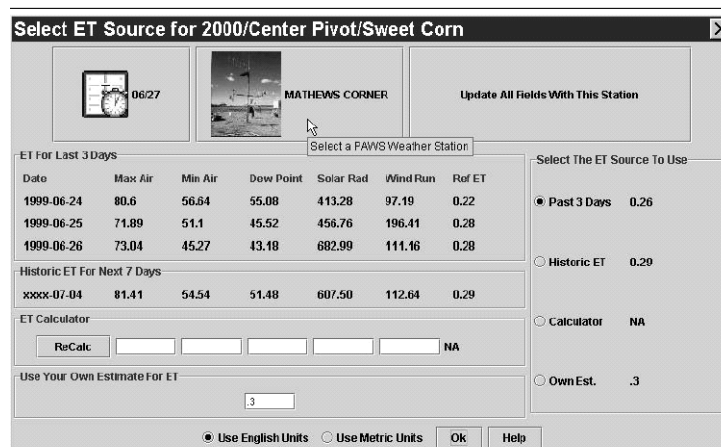 Select ET Source for 2000/Center Pivot/Sweet Corn
06/27
MATHEWS CORNER
Update All Fields With This Station
Select a PAWS Weather Station
ET For Last 3 Days
Date Max Air Min Air Dow Point Solar Rad Wind Run Ref ET
1999-06-24 80.6 56.64 55.08 413.28 97.19 0.22
1999-06-25 71.89 51.1 45.52 456.76 196.41 0.28
1999-06-26 73.04 45.27 43.18 682.99 111.16 0.28
Historic ET For Next 7 Days
xxxx-07-04 81.41 54.54 51.48 607.50 112.64 0.29
ET Calculator
ReCalc NA
Use Your Own Estimate For ET
.3
Select The ET Source To Use
Past 3 Days 0.26
Historic ET 0.29
Calculator NA
Own Est. .3
Use English Units Use Metric Units Ok Help